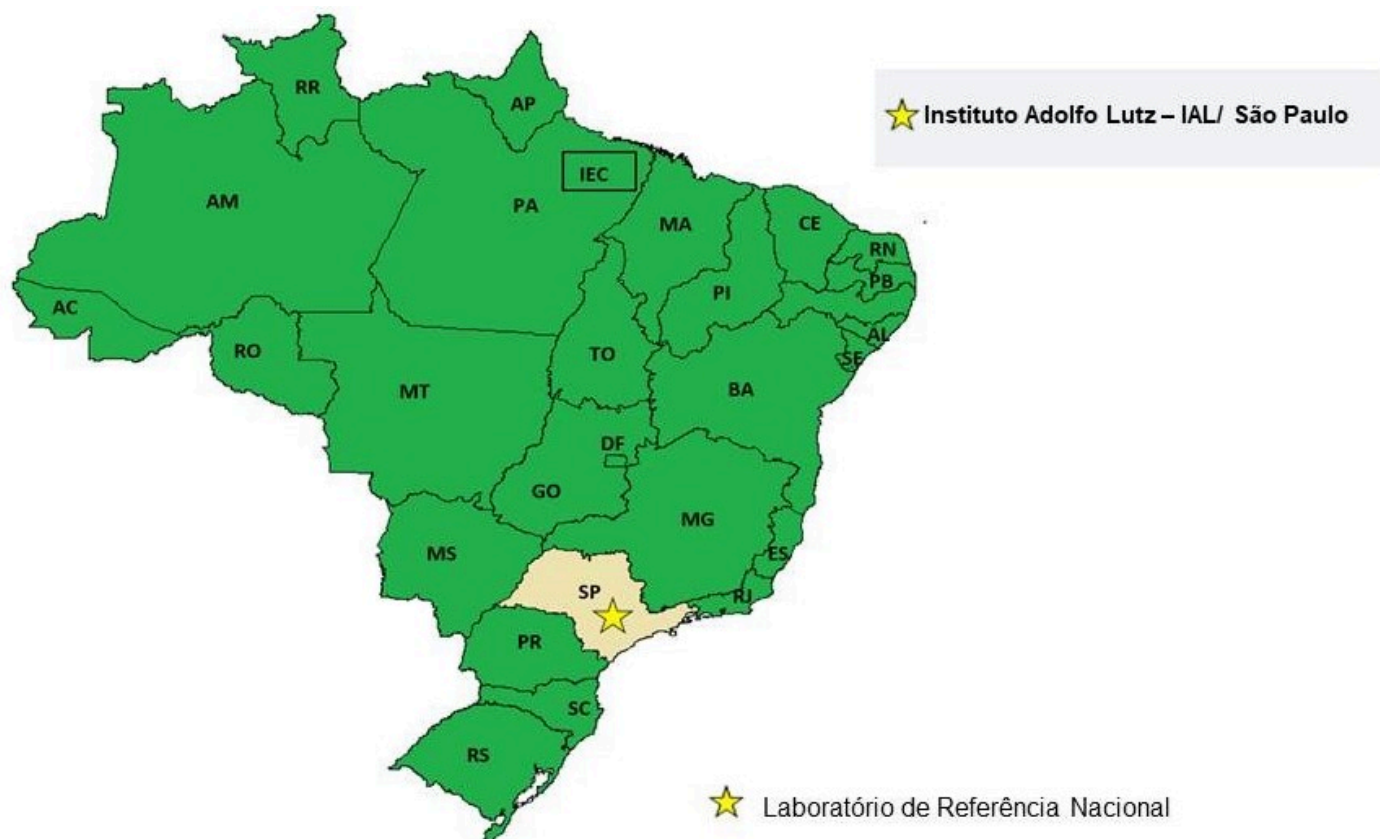 RR
AP
Instituto Adolfo Lutz – IAL/ São Paulo
IEC
AM
PA
MA
CE
RN
PB
PI
AC
AL
RO
TO
SE
MT
BA
DF
GO
MG
MS
ES
SP
RJ
PR
SC
RS
Laboratório de Referência Nacional